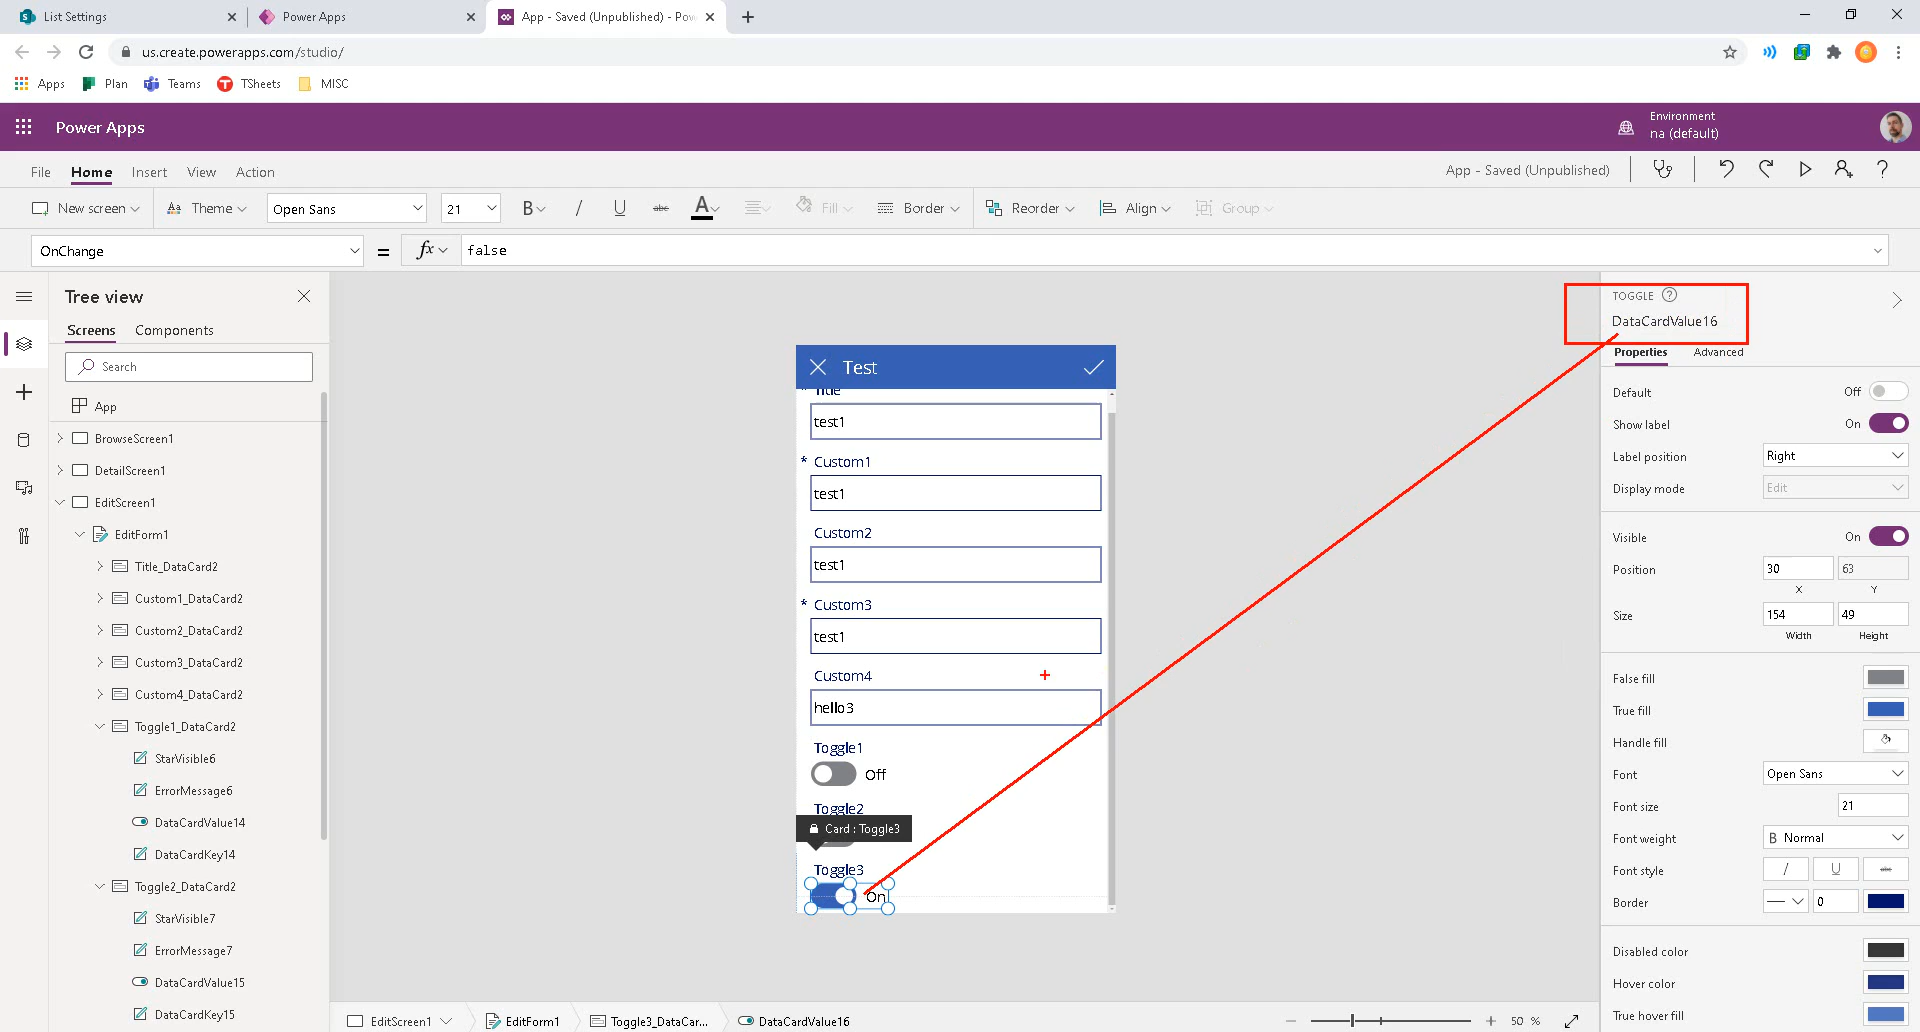 List Settings
Power Apps
App - Saved (Unpublished) - Pow
us.create.powerapps.com/studio/
Apps
Plan
Teams
TSheets
MISC
Power Apps
Environment
na (default)
File
Home
Insert
View
Action
App - Saved (Unpublished)
New screen
Theme
Open Sans
21
B
/
U
abc
A
Fill
Border
Reorder
Align
Group
OnChange
=
fx
false
Tree view
Screens
Components
Search
App
BrowseScreen1
DetailScreen1
EditScreen1
EditForm1
Title_DataCard2
Custom1_DataCard2
Custom2_DataCard2
Custom3_DataCard2
Custom4_DataCard2
Toggle1_DataCard2
StarVisible6
ErrorMessage6
DataCardValue14
DataCardKey14
Toggle2_DataCard2
StarVisible7
ErrorMessage7
DataCardValue15
DataCardKey15
Test
* Title
test1
* Custom1
test1
Custom2
test1
* Custom3
test1
Custom4
hello3
Toggle1
Off
Toggle2
Card : Toggle3
Toggle3
On
TOGGLE
DataCardValue16
Properties
Advanced
Default
Off
Show label
On
Label position
Right
Display mode
Edit
Visible
On
Position
30
63
X
Y
Size
154
49
Width
Height
False fill
True fill
Handle fill
Font
Open Sans
Font size
21
Font weight
B Normal
Font style
/
U
abc
Border
0
Disabled color
Hover color
True hover fill
EditScreen1
EditForm1
Toggle3_DataCar...
DataCardValue16
50 %